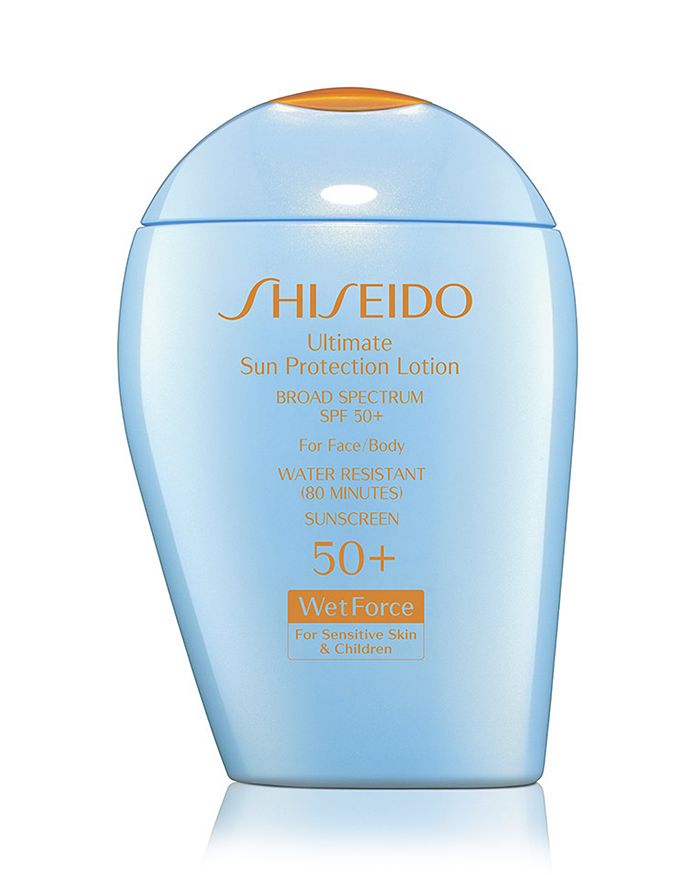 SHISEIDO
Ultimate
Sun Protection Lotion
BROAD SPECTRUM
SPF 50+
For Face/Body
WATER RESISTANT
(80 MINUTES)
SUNSCREEN
50+
WetForce
For Sensitive Skin
& Children